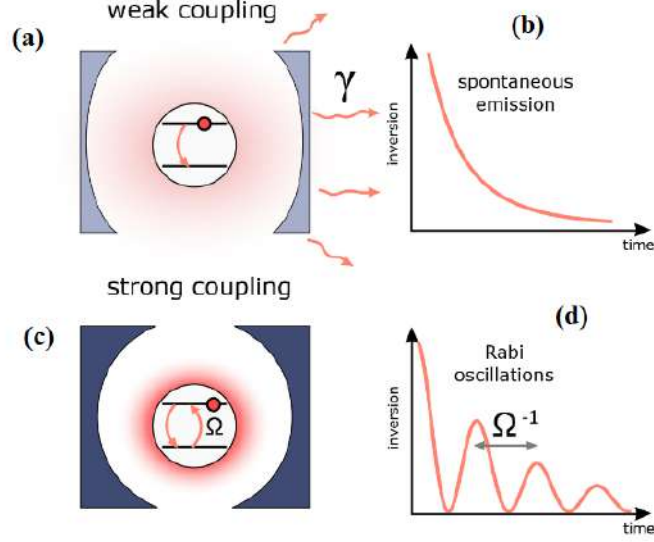 weak coupling
(a)
γ
(b)
spontaneous
emission
inversion
time
strong coupling
(c)
Ω
(d)
Rabi
oscillations
Ω⁻¹
inversion
time